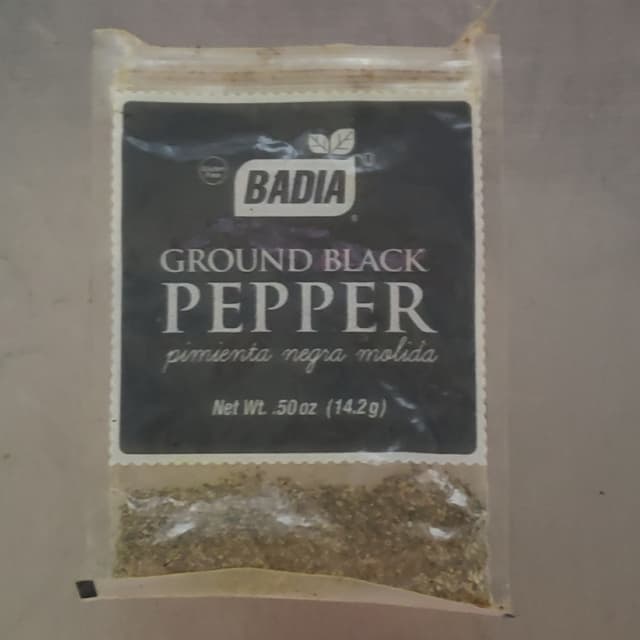 BADIA
GROUND BLACK
PEPPER
pimienta negra molida
Net Wt. .50 oz (14.2 g)